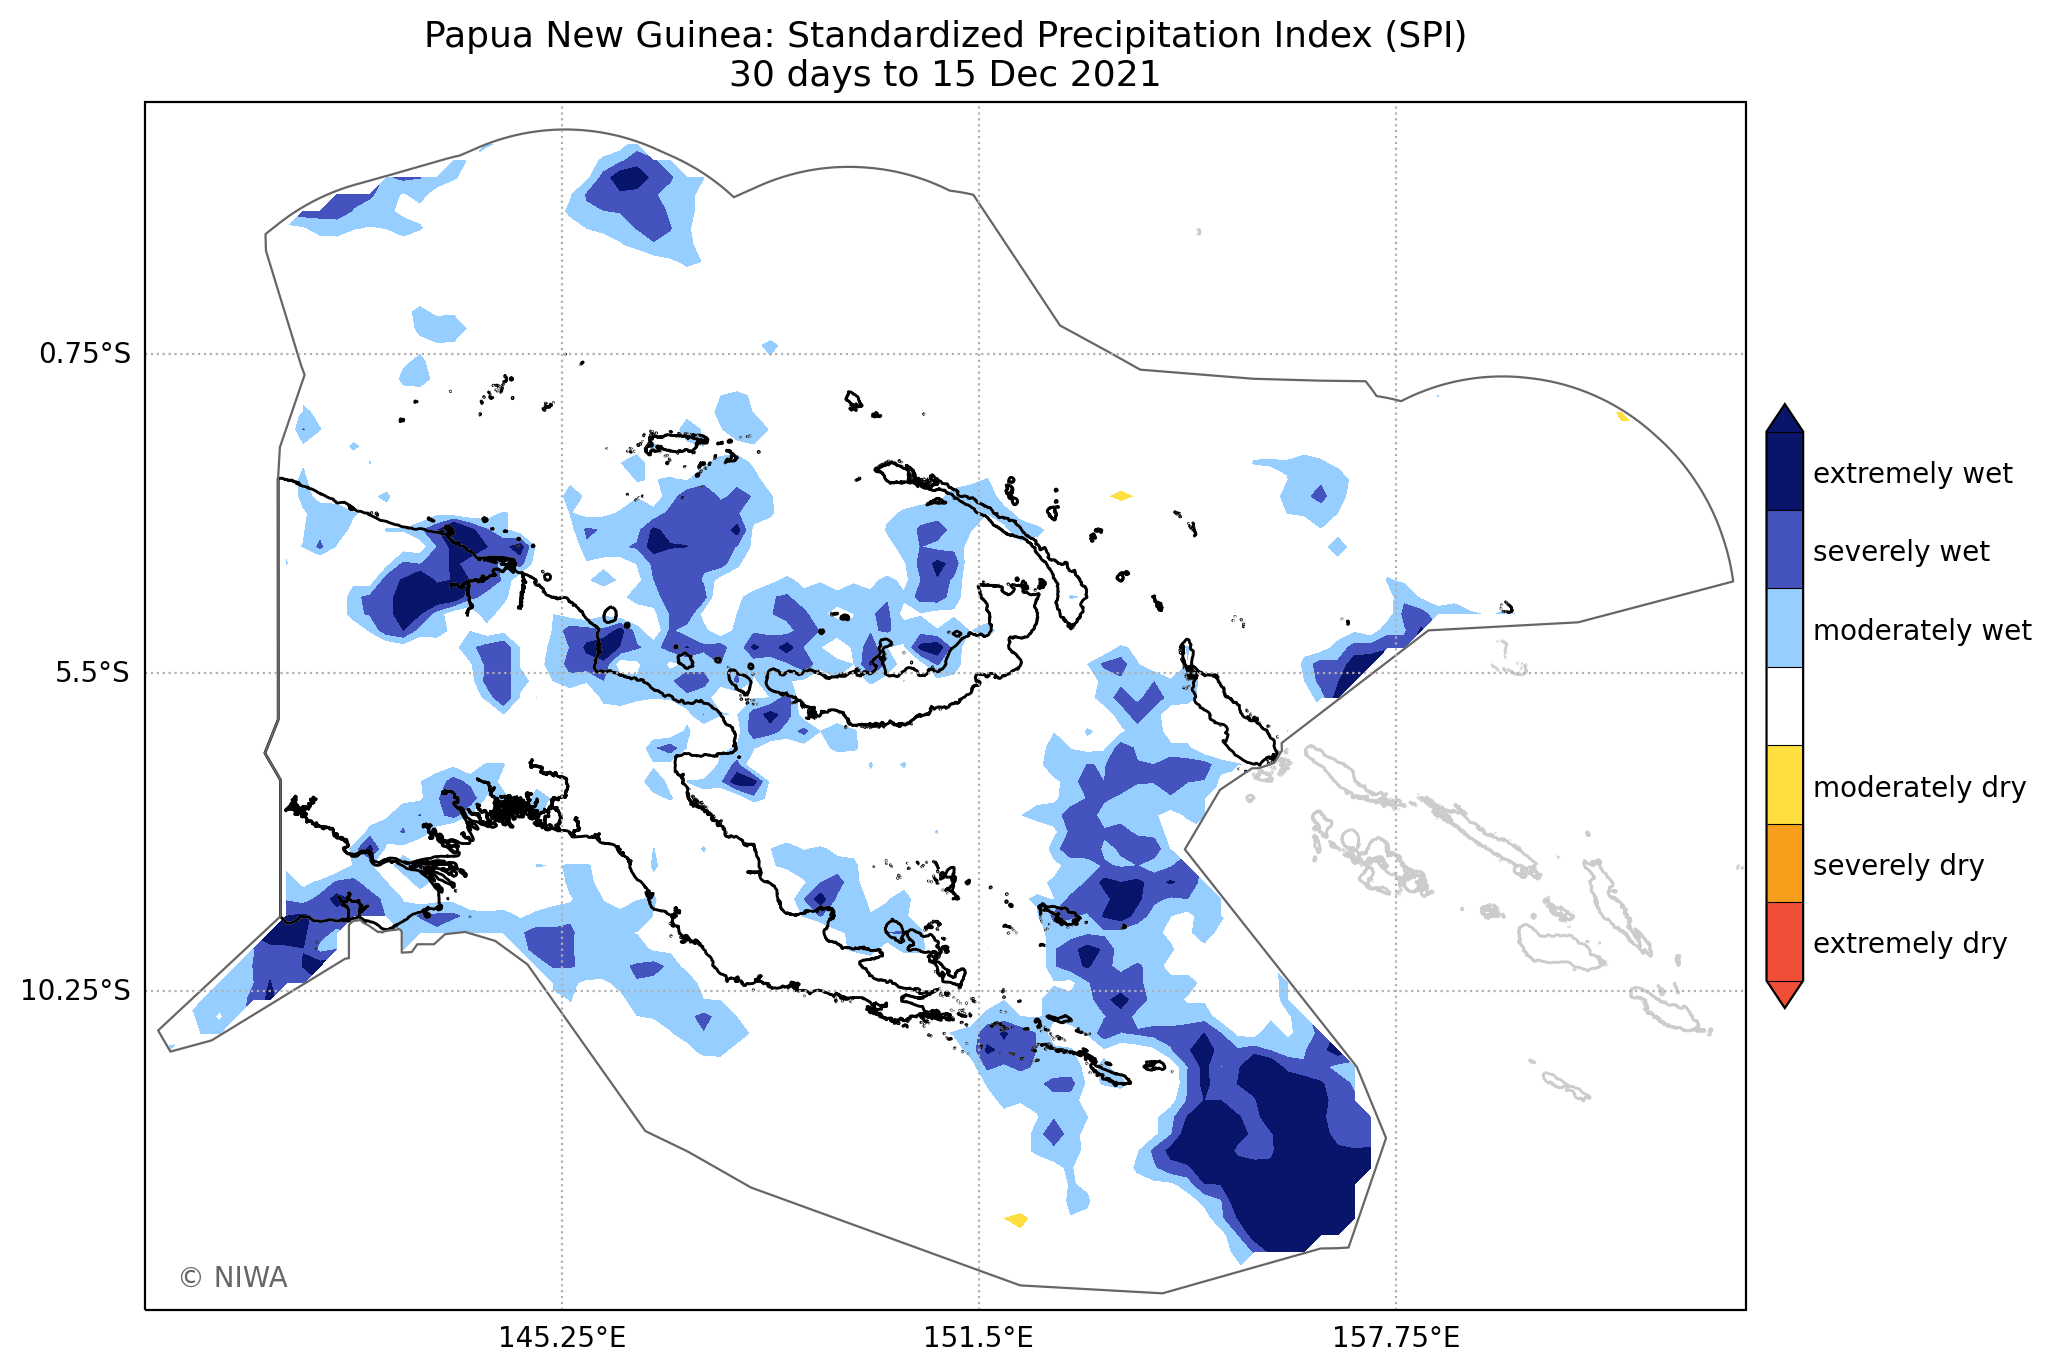 Papua New Guinea: Standardized Precipitation Index (SPI)
30 days to 15 Dec 2021
0.75°S
5.5°S
10.25°S
145.25°E
151.5°E
157.75°E
extremely wet
severely wet
moderately wet
moderately dry
severely dry
extremely dry
© NIWA